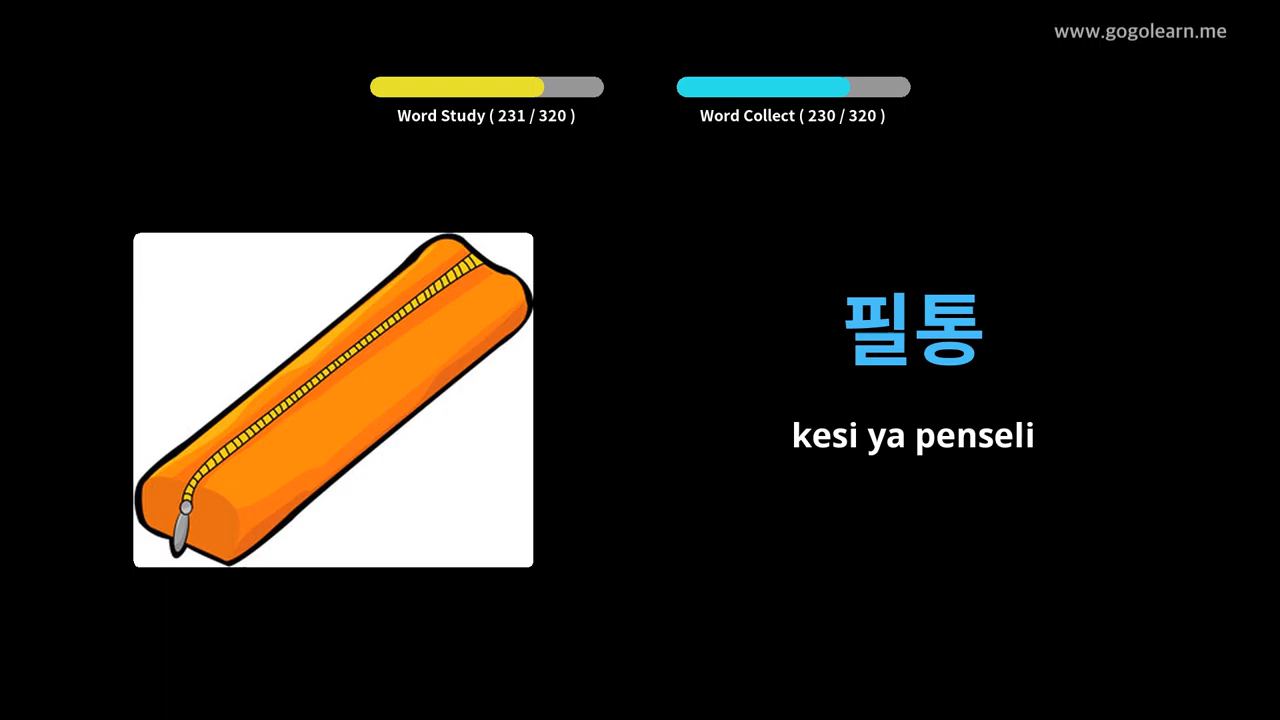 www.gogolearn.me
Word Study ( 231 / 320 )
Word Collect ( 230 / 320 )
필통
kesi ya penseli